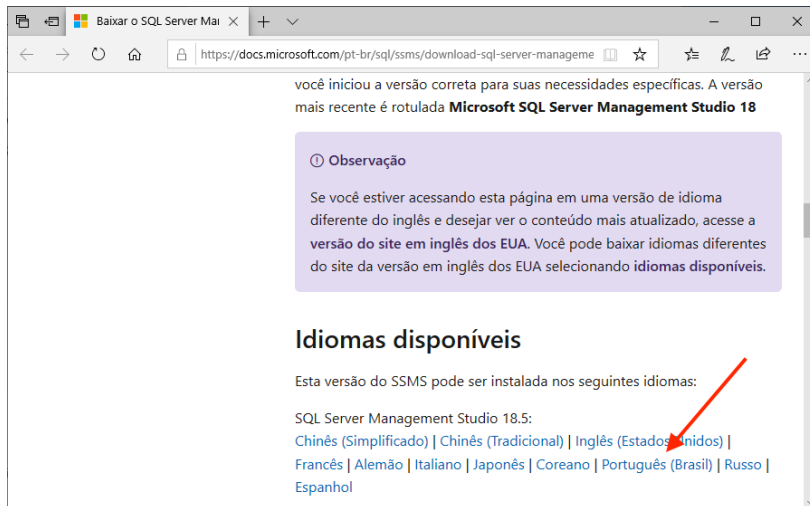 Baixar o SQL Server Mai
https://docs.microsoft.com/pt-br/sql/ssms/download-sql-server-manageme
você iniciou a versão correta para suas necessidades específicas. A versão
mais recente é rotulada Microsoft SQL Server Management Studio 18
Observação
Se você estiver acessando esta página em uma versão de idioma
diferente do inglês e desejar ver o conteúdo mais atualizado, acesse a
versão do site em inglês dos EUA. Você pode baixar idiomas diferentes
do site da versão em inglês dos EUA selecionando idiomas disponíveis.
Idiomas disponíveis
Esta versão do SSMS pode ser instalada nos seguintes idiomas:
SQL Server Management Studio 18.5:
Chinês (Simplificado) | Chinês (Tradicional) | Inglês (Estados Unidos) |
Francês | Alemão | Italiano | Japonês | Coreano | Português (Brasil) | Russo |
Espanhol